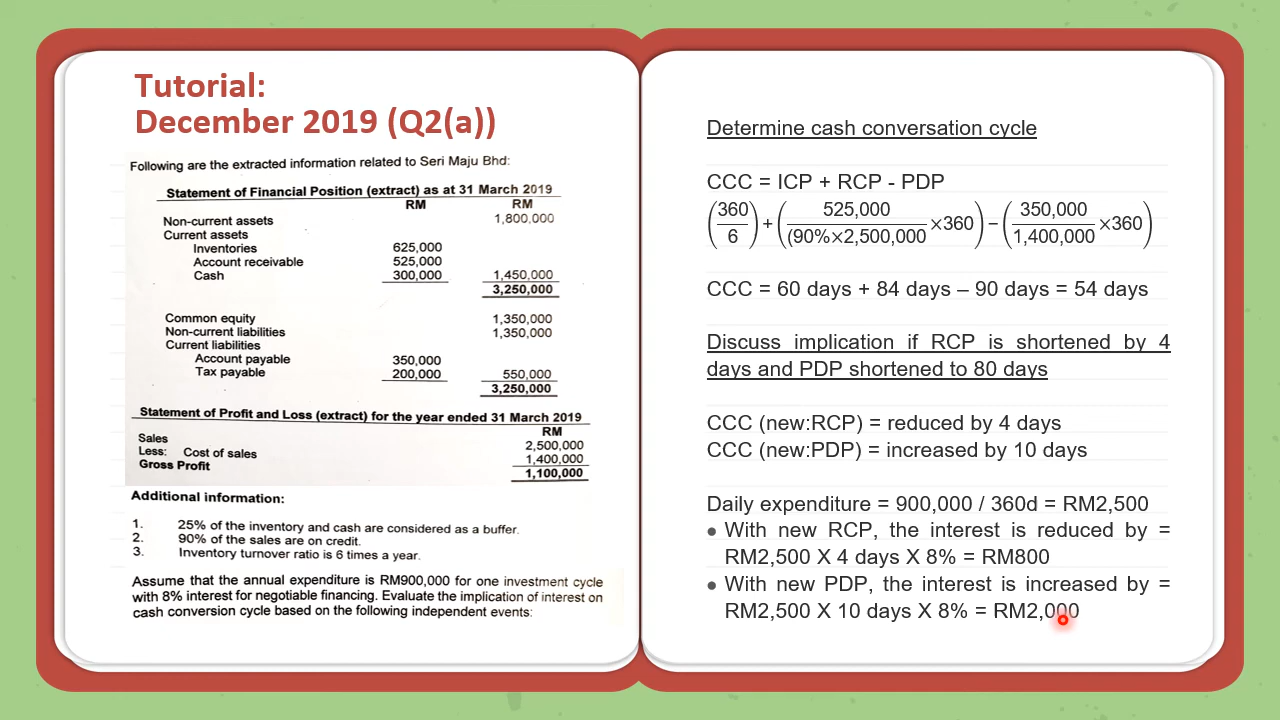 Tutorial:
December 2019 (Q2(a))
Following are the extracted information related to Seri Maju Bhd:
Statement of Financial Position (extract) as at 31 March 2019
RM RM
Non-current assets 1,800,000
Current assets
Inventories 625,000
Account receivable 525,000
Cash 300,000 1,450,000
3,250,000
Common equity 1,350,000
Non-current liabilities 1,350,000
Current liabilities
Account payable 350,000
Tax payable 200,000 550,000
3,250,000
Statement of Profit and Loss (extract) for the year ended 31 March 2019
RM
Sales 2,500,000
Less: Cost of sales 1,400,000
Gross Profit 1,100,000
Additional information:
1. 25% of the inventory and cash are considered as a buffer.
2. 90% of the sales are on credit.
3. Inventory turnover ratio is 6 times a year.
Assume that the annual expenditure is RM900,000 for one investment cycle
with 8% interest for negotiable financing. Evaluate the implication of interest on
cash conversion cycle based on the following independent events:
Determine cash conversation cycle
CCC = ICP + RCP - PDP
(360/6) + (525,000/((90%×2,500,000 ×360) − (350,000/1,400,000 ×360)
CCC = 60 days + 84 days – 90 days = 54 days
Discuss implication if RCP is shortened by 4
days and PDP shortened to 80 days
CCC (new:RCP) = reduced by 4 days
CCC (new:PDP) = increased by 10 days
Daily expenditure = 900,000 / 360d = RM2,500
• With new RCP, the interest is reduced by =
RM2,500 X 4 days X 8% = RM800
• With new PDP, the interest is increased by =
RM2,500 X 10 days X 8% = RM2,000